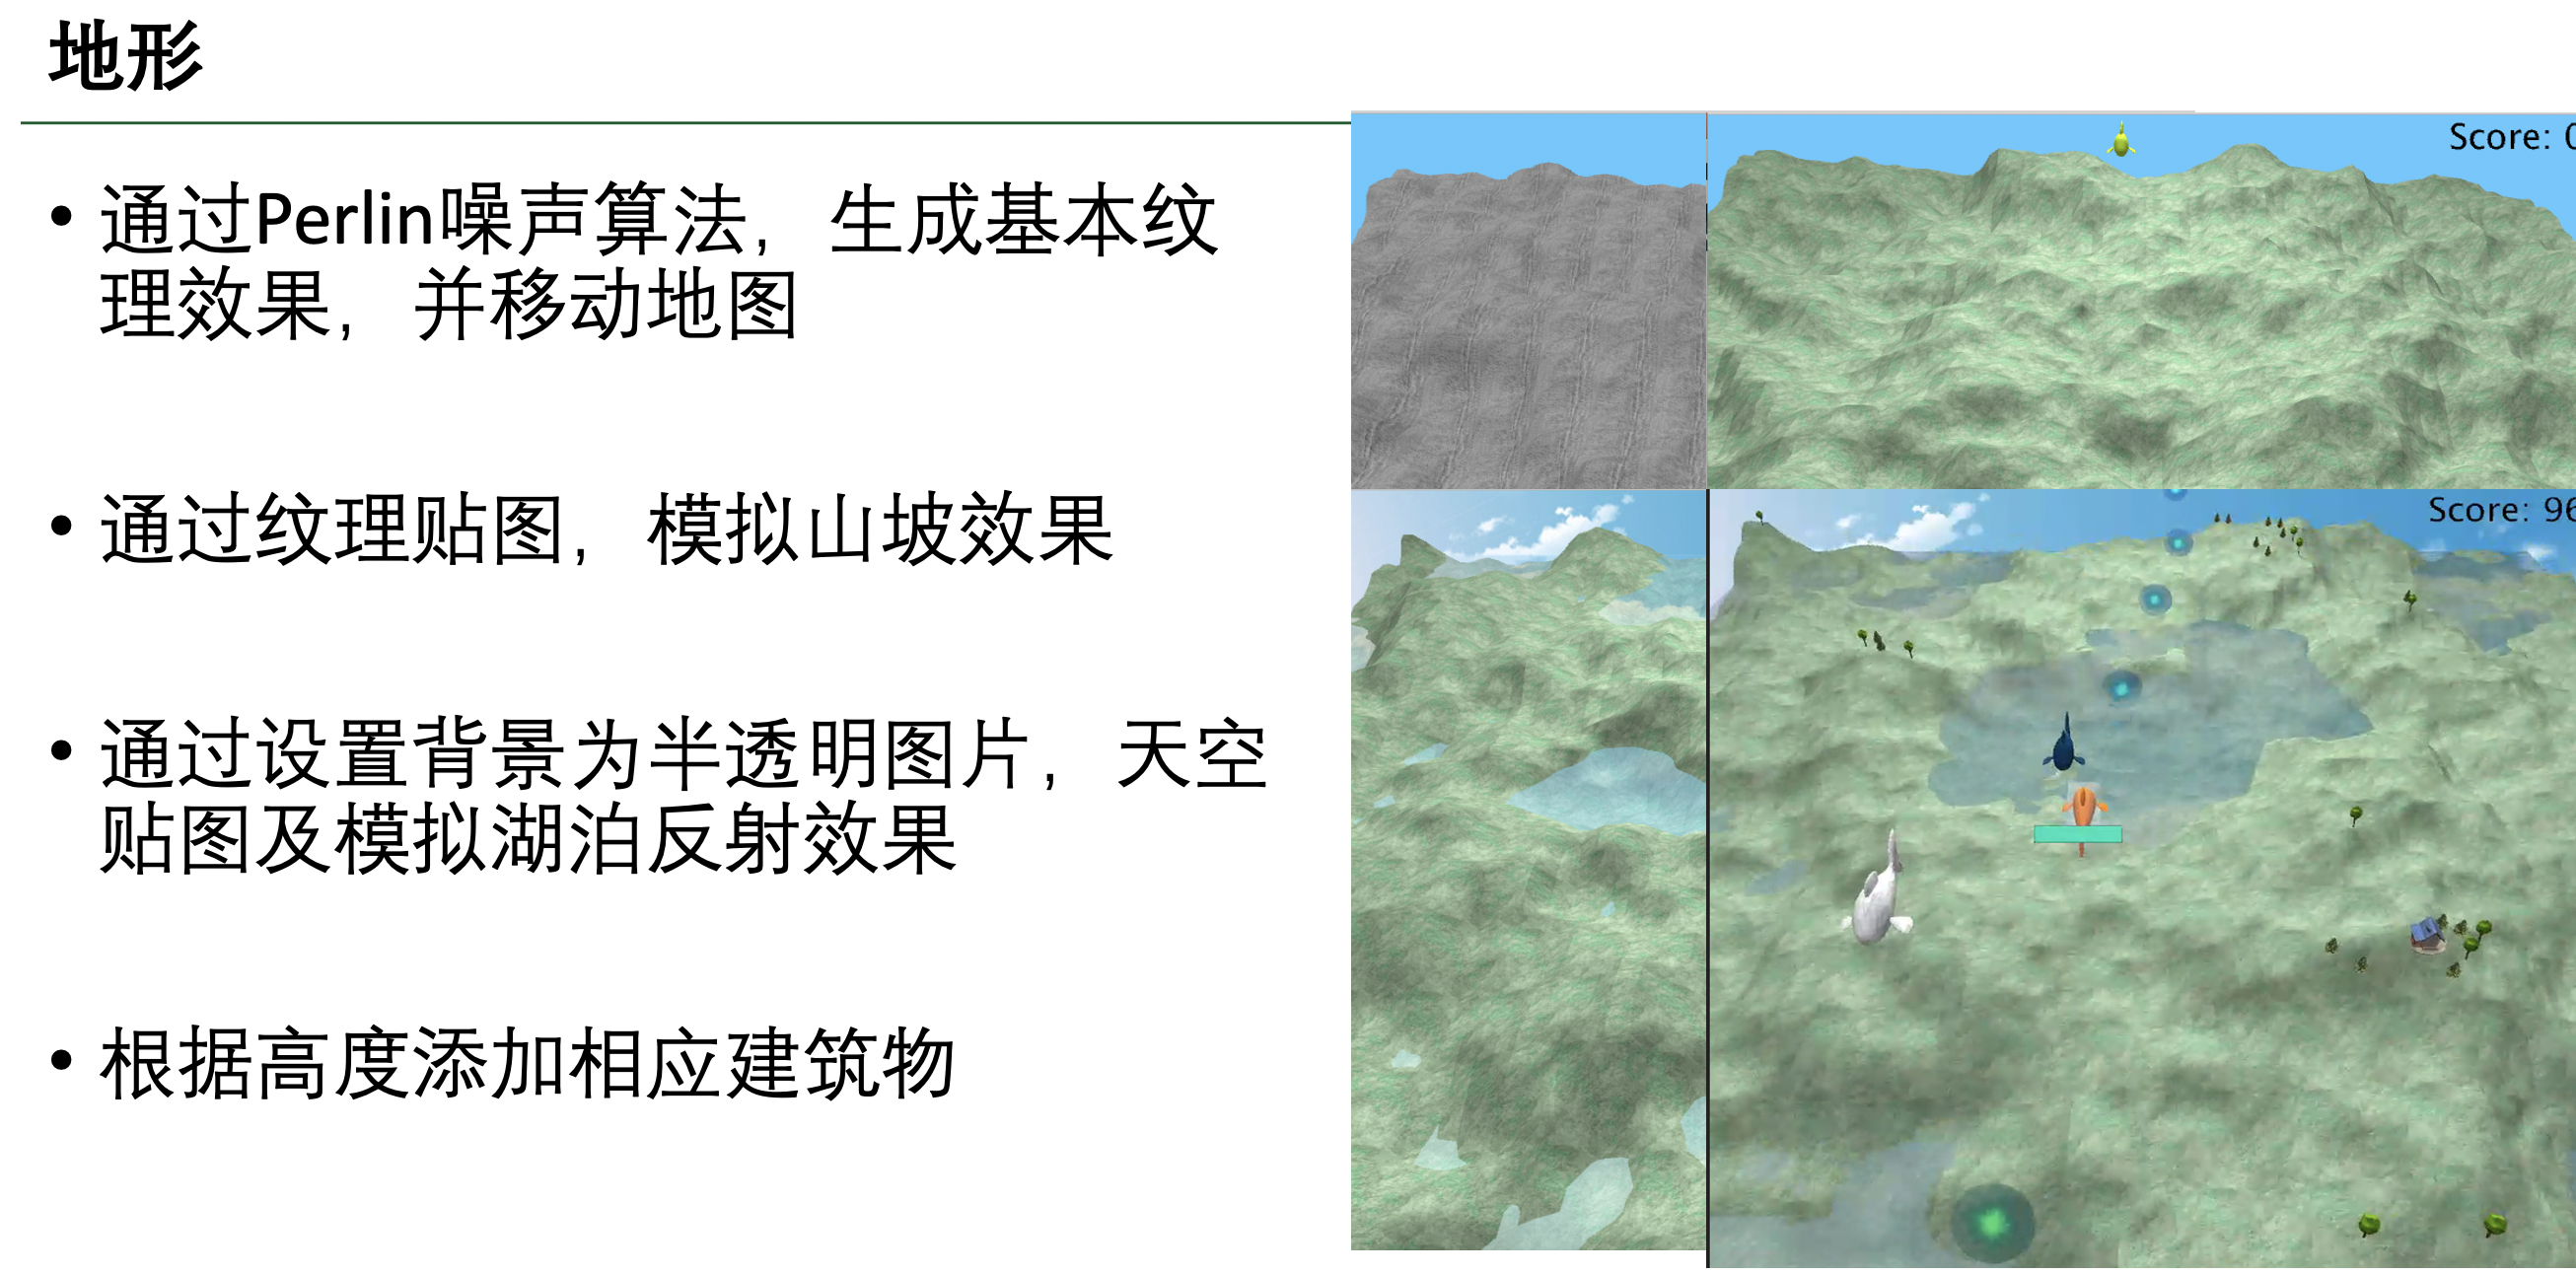 地形
• 通过Perlin噪声算法，生成基本纹
理效果，并移动地图
• 通过纹理贴图，模拟山坡效果
• 通过设置背景为半透明图片，天空
贴图及模拟湖泊反射效果
• 根据高度添加相应建筑物
Score: 0
Score: 96